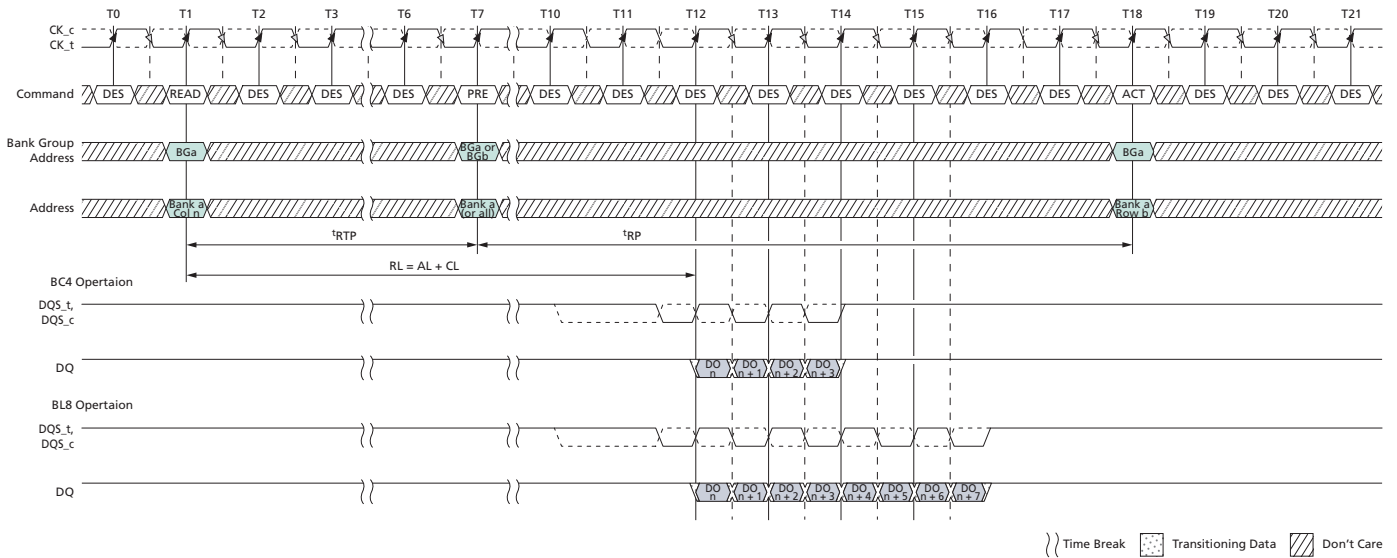 T0 T1 T2 T3 T6 T7 T10 T11 T12 T13 T14 T15 T16 T17 T18 T19 T20 T21
CK_c
CK_t
Command DES READ DES DES DES PRE DES DES DES DES DES DES DES DES ACT DES DES DES
Bank Group
Address
BGa
BGa or
BGb
BGa
Address
Bank a
Col n
Bank a
(or all)
Bank a
Row b
tRTP
tRP
RL = AL + CL
BC4 Opertaion
DQS_t,
DQS_c
DQ
DO
n
DO
n + 1
DO
n + 2
DO
n + 3
BL8 Opertaion
DQS_t,
DQS_c
DQ
DO
n
DO
n + 1
DO
n + 2
DO
n + 3
DO
n + 4
DO
n + 5
DO
n + 6
DO
n + 7
Time Break Transitioning Data Don't Care